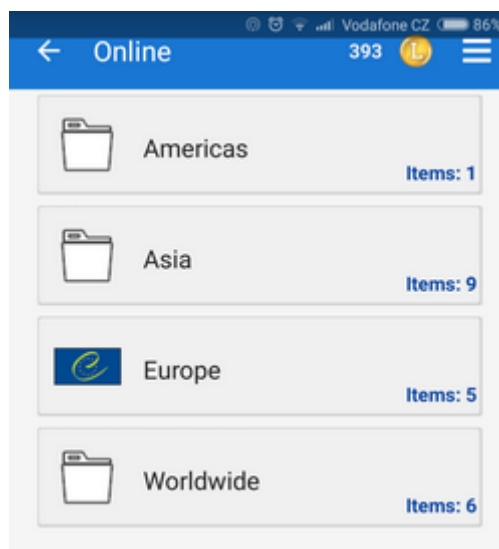 Vodafone CZ 86%
Online 393 L
Americas
Items: 1
Asia
Items: 9
Europe
Items: 5
Worldwide
Items: 6